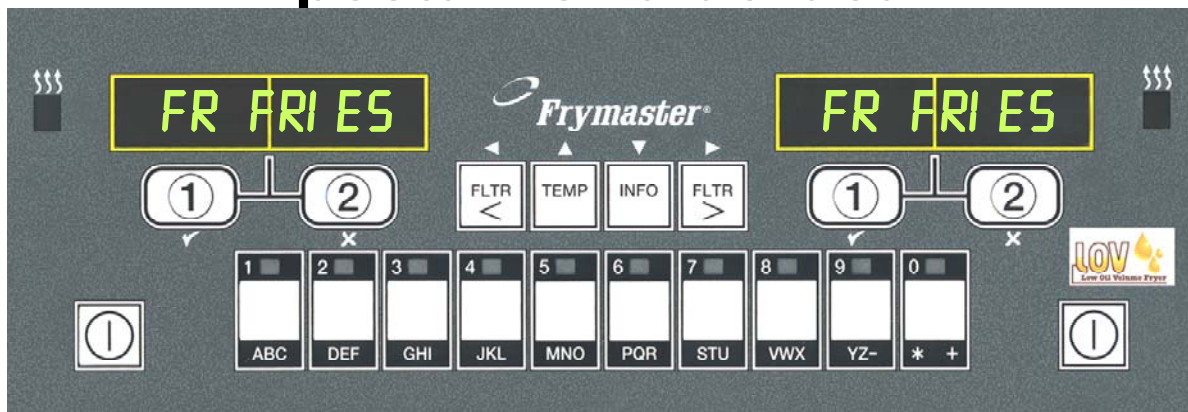 FR FRIES
Frymaster®
FR FRIES
1 2
FLTR < TEMP INFO FLTR >
1 2
LOV
Low Oil Volume Fryer
1 2 3 4 5 6 7 8 9 0
ABC DEF GHI JKL MNO PQR STU VWX YZ- * +